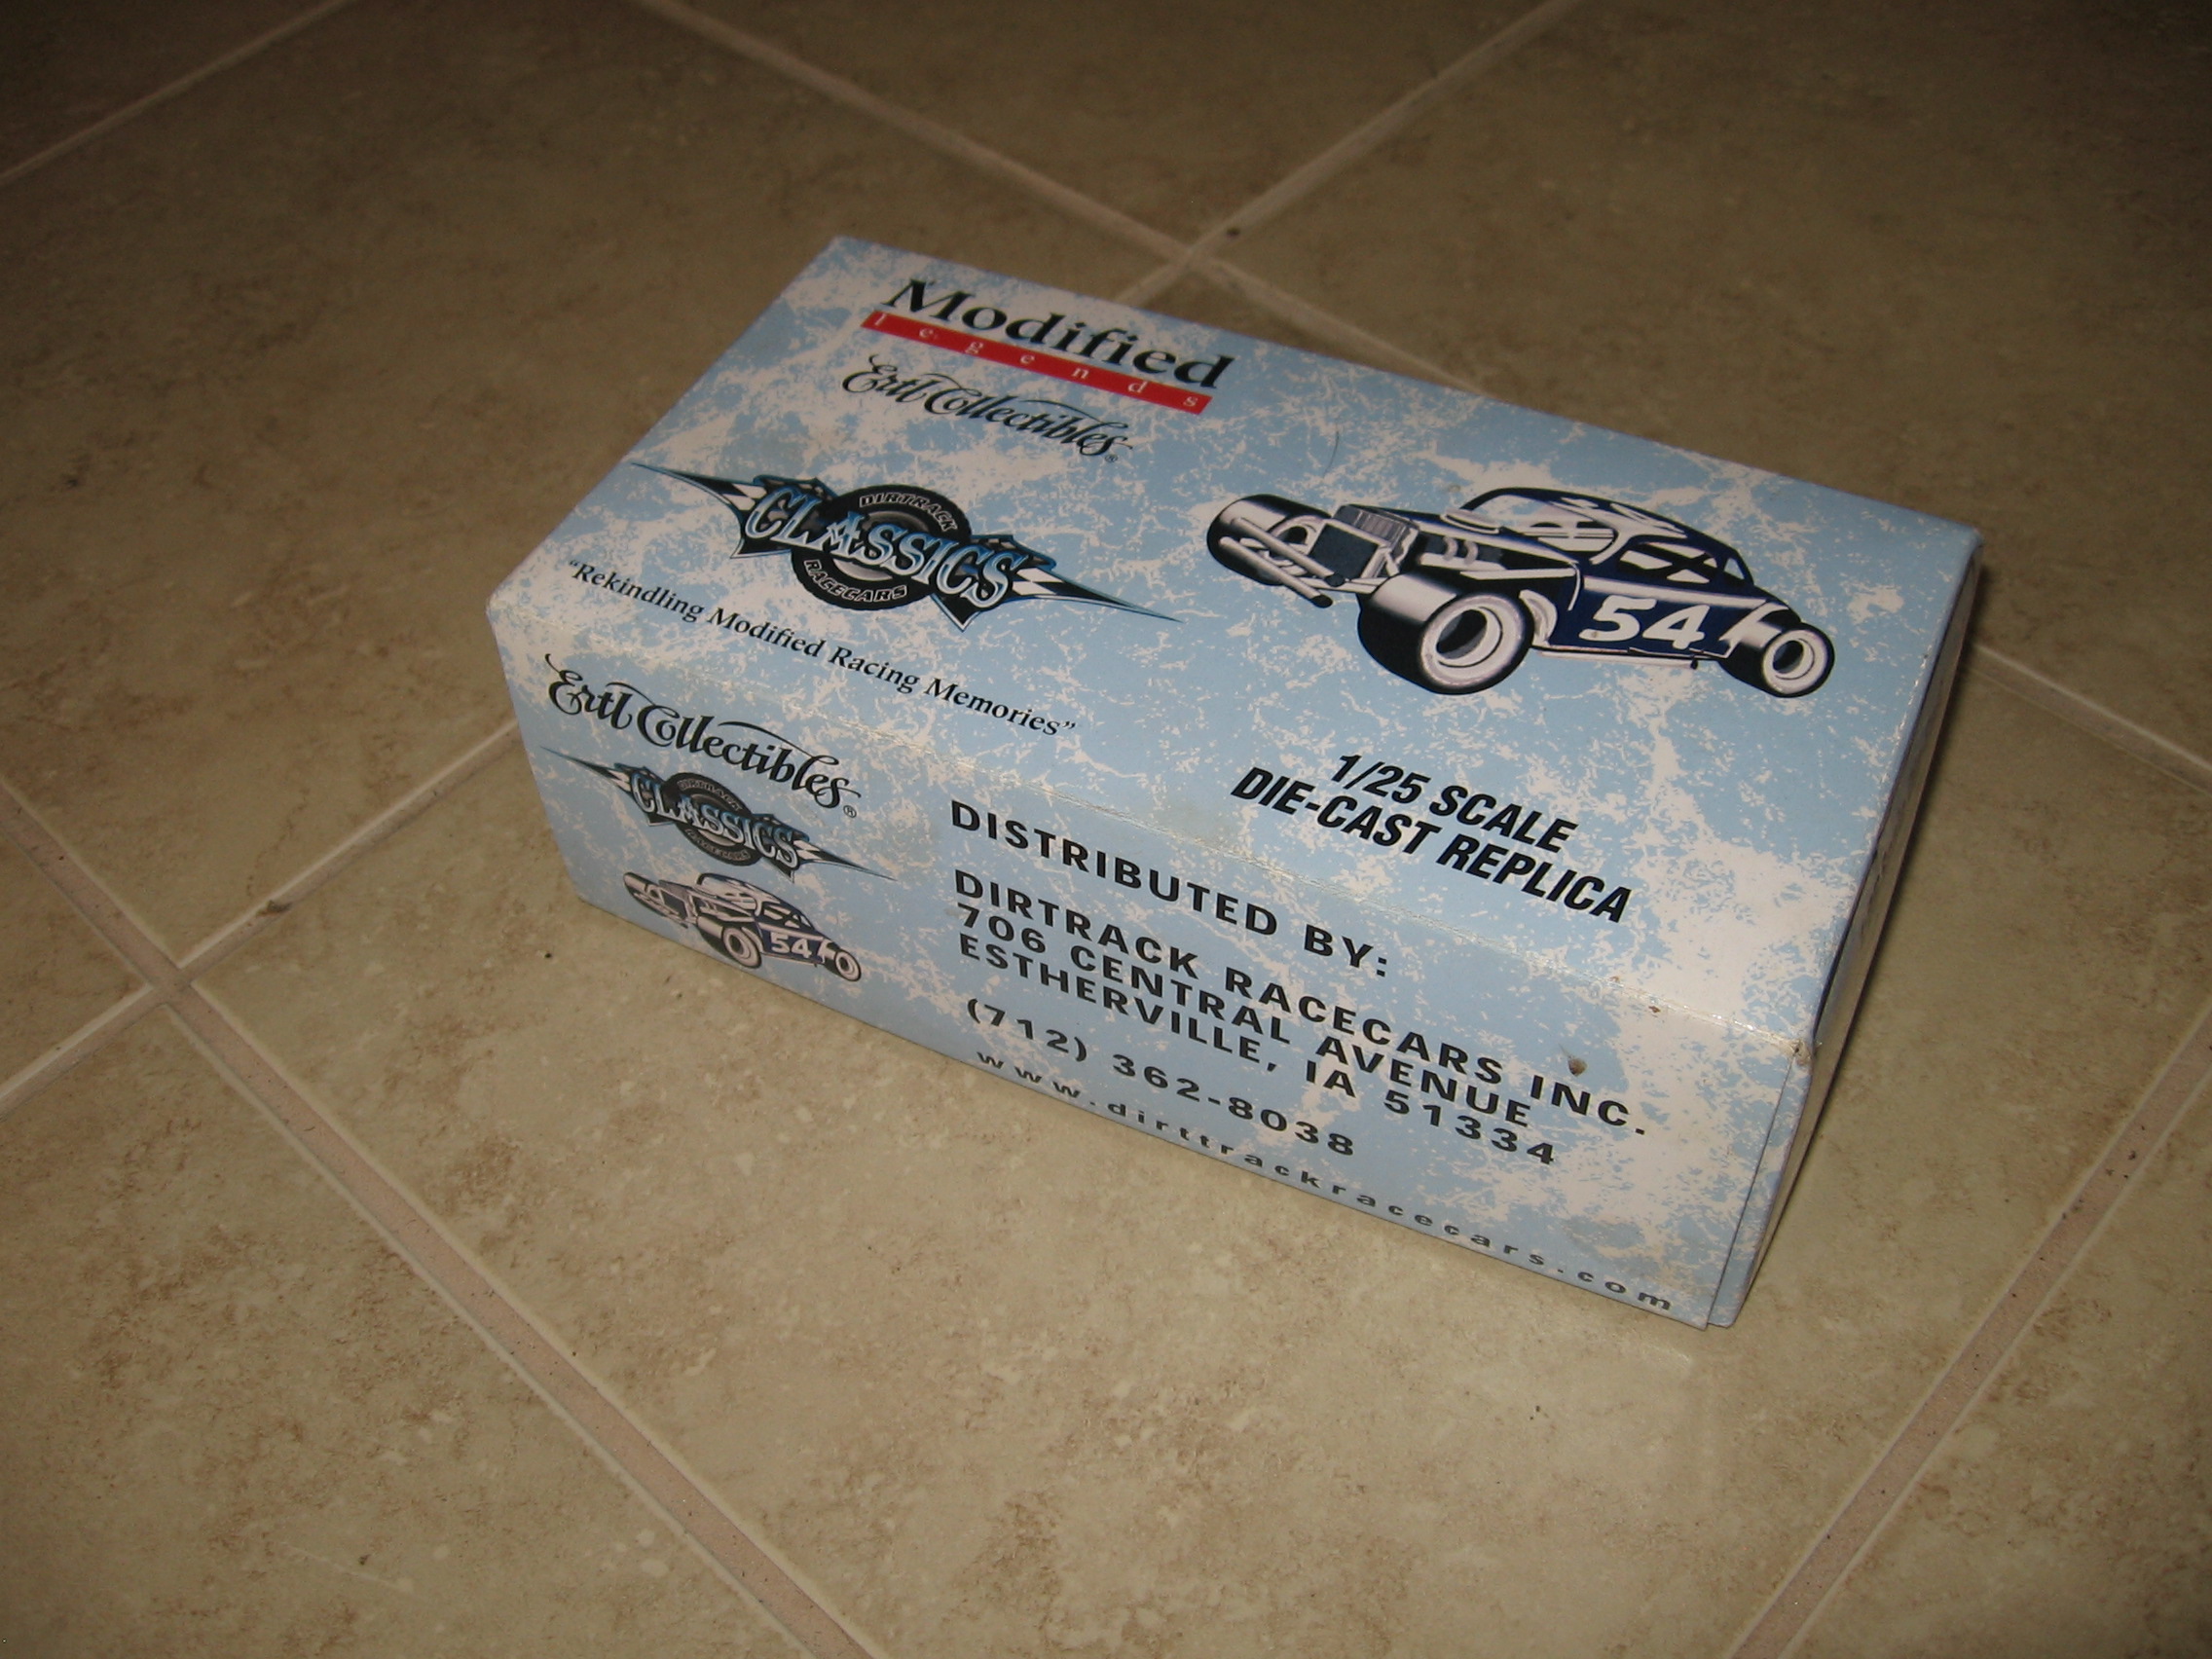 Modified
legends
Ertl Collectibles®
DIRTRACK
CLASSICS
RACECARS
"Rekindling Modified Racing Memories"
54
1/25 SCALE
DIE-CAST REPLICA
Ertl Collectibles®
DIRTRACK
CLASSICS
RACECARS
54
DISTRIBUTED BY:
DIRTRACK RACECARS INC.
706 CENTRAL AVENUE
ESTHERVILLE, IA 51334
(712) 362-8038
www.dirttrackracecars.com